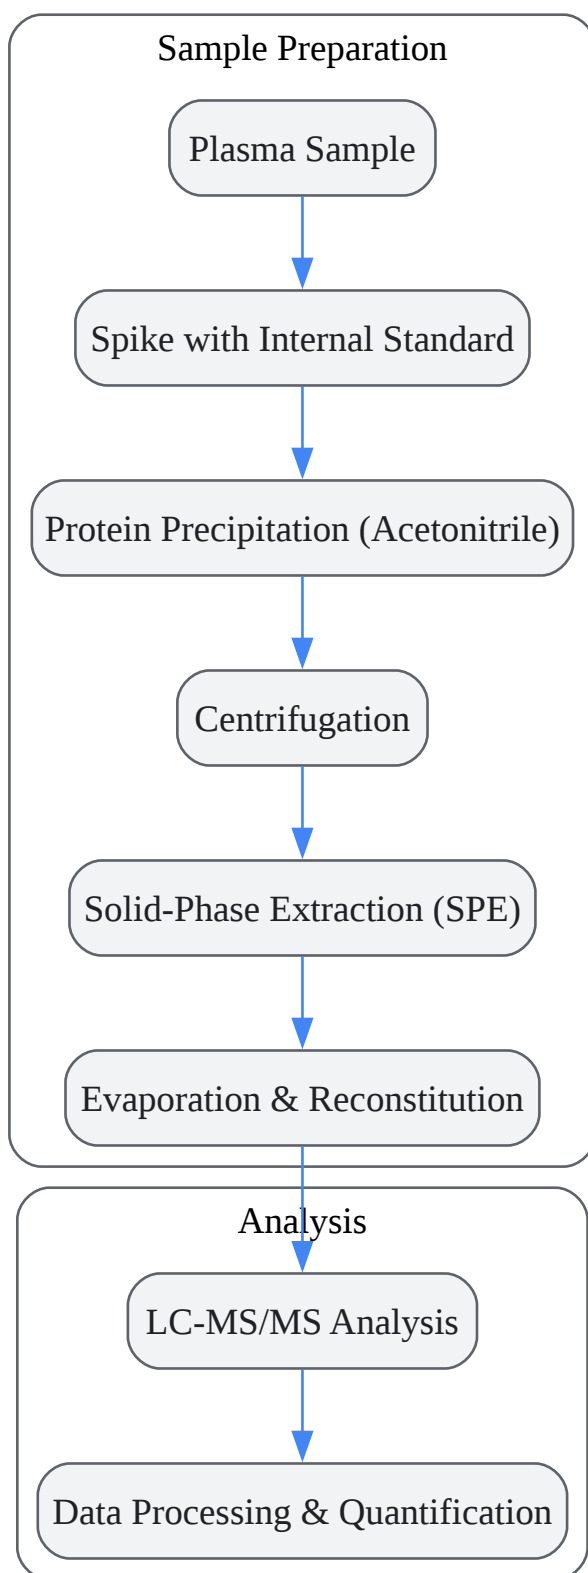 Sample Preparation
Plasma Sample
Spike with Internal Standard
Protein Precipitation (Acetonitrile)
Centrifugation
Solid-Phase Extraction (SPE)
Evaporation & Reconstitution
Analysis
LC-MS/MS Analysis
Data Processing & Quantification